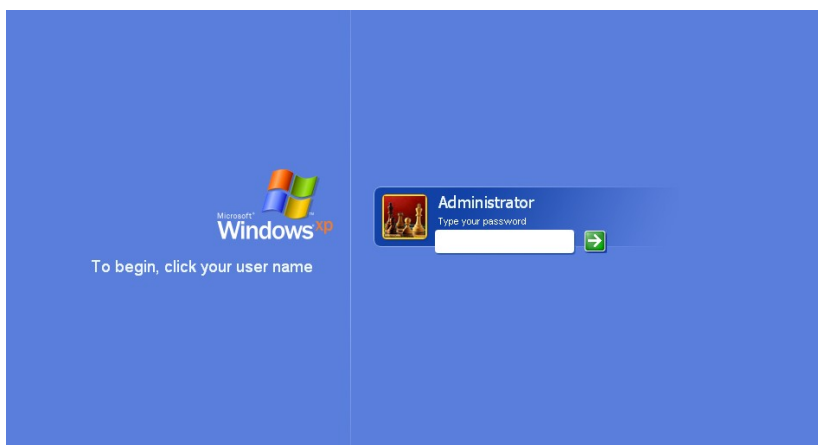 Microsoft®
Windows xp
To begin, click your user name
Administrator
Type your password